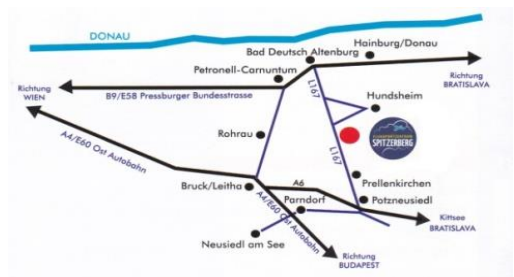 DONAU
Hainburg/Donau
Bad Deutsch Altenburg
Petronell-Carnuntum
Richtung
BRATISLAVA
Richtung
WIEN
B9/E58 Pressburger Bundesstrasse
L167
Hundsheim
Rohrau
SPITZERBERG
A4/E60 Ost Autobahn
L167
Prellenkirchen
Bruck/Leitha
A6
Potzneusiedl
Parndorf
A4/E60 Ost Autobahn
Kittsee
BRATISLAVA
Neusiedl am See
Richtung
BUDAPEST